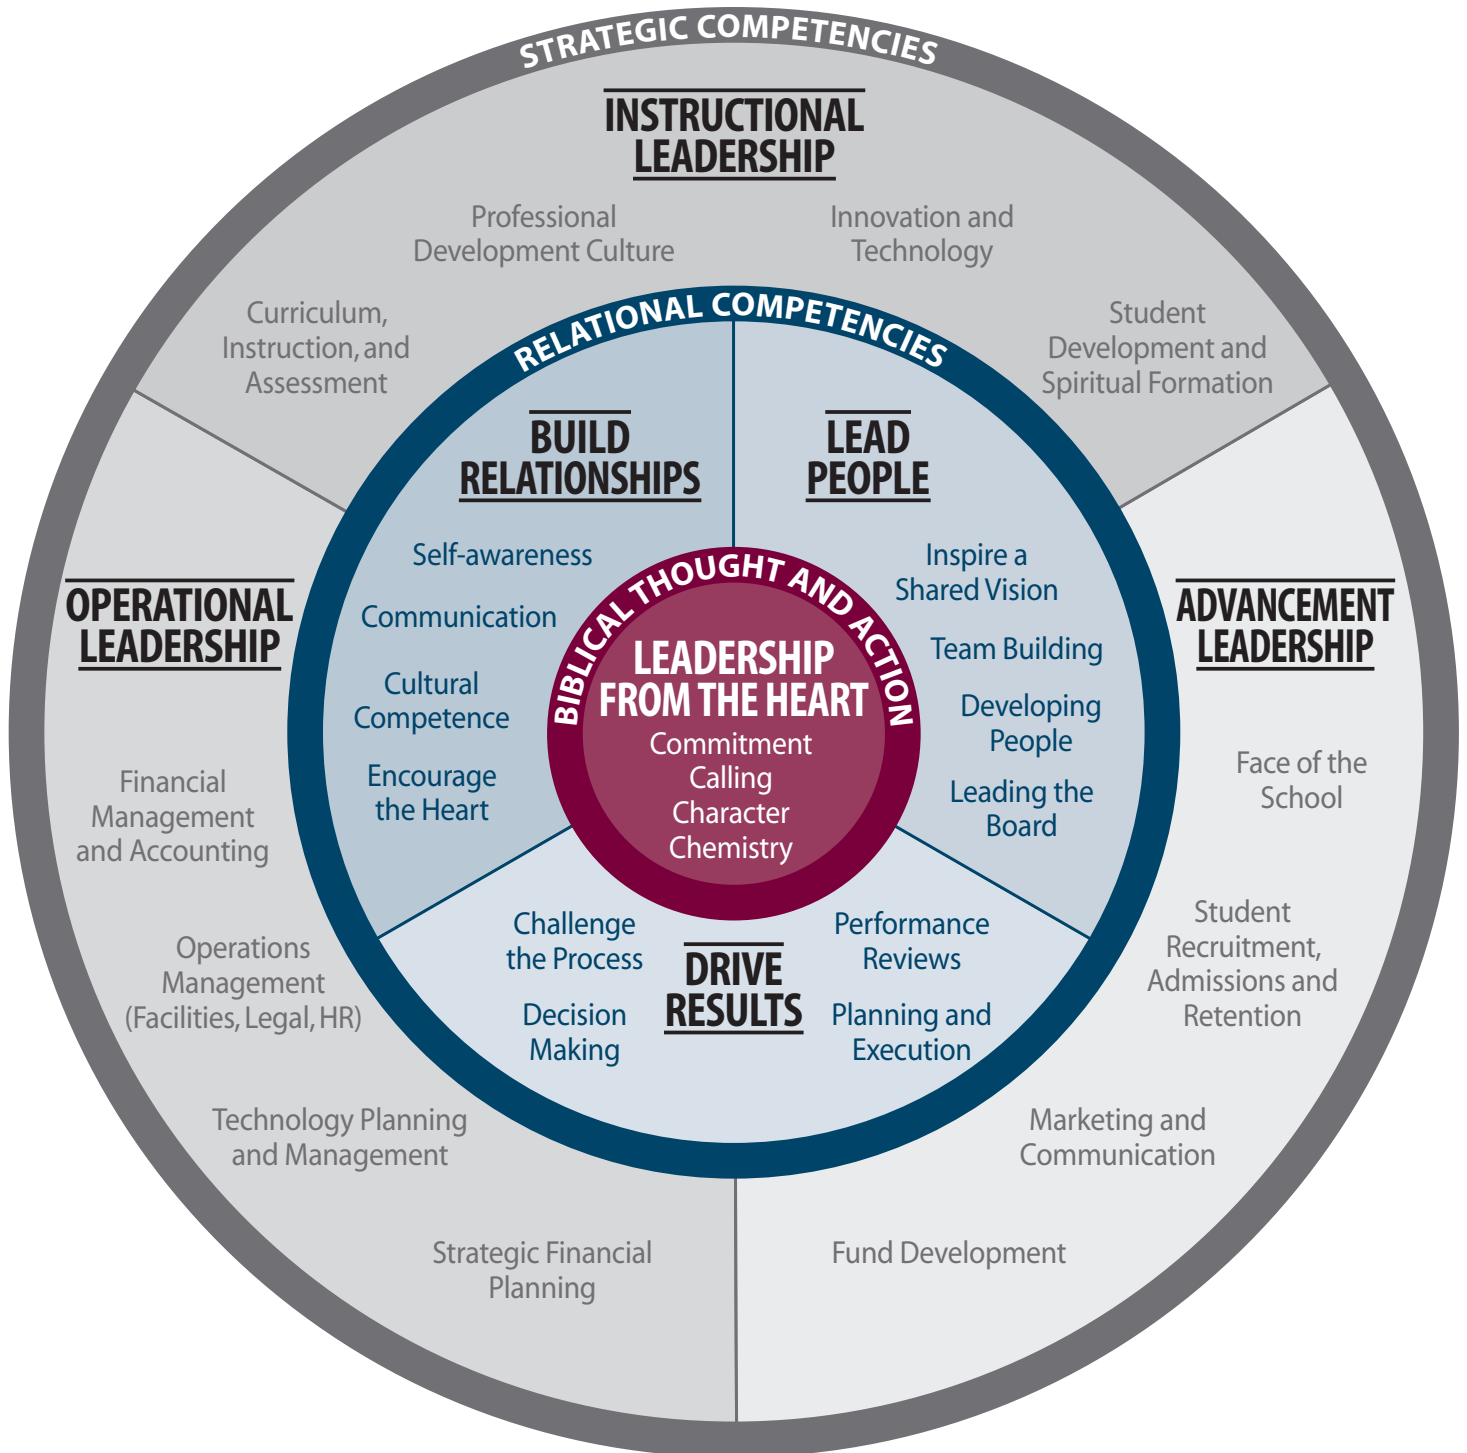 STRATEGIC COMPETENCIES
INSTRUCTIONAL
LEADERSHIP
Professional
Development Culture
Innovation and
Technology
Curriculum,
Instruction, and
Assessment
Student
Development and
Spiritual Formation
RELATIONAL COMPETENCIES
BUILD
RELATIONSHIPS
Self-awareness
Communication
Cultural
Competence
Encourage
the Heart
LEAD
PEOPLE
Inspire a
Shared Vision
Team Building
Developing
People
Leading the
Board
BIBLICAL THOUGHT AND ACTION
LEADERSHIP
FROM THE HEART
Commitment
Calling
Character
Chemistry
DRIVE
RESULTS
Challenge
the Process
Decision
Making
Performance
Reviews
Planning and
Execution
OPERATIONAL
LEADERSHIP
Financial
Management
and Accounting
Operations
Management
(Facilities, Legal, HR)
Technology Planning
and Management
Strategic Financial
Planning
ADVANCEMENT
LEADERSHIP
Face of the
School
Student
Recruitment,
Admissions and
Retention
Marketing and
Communication
Fund Development